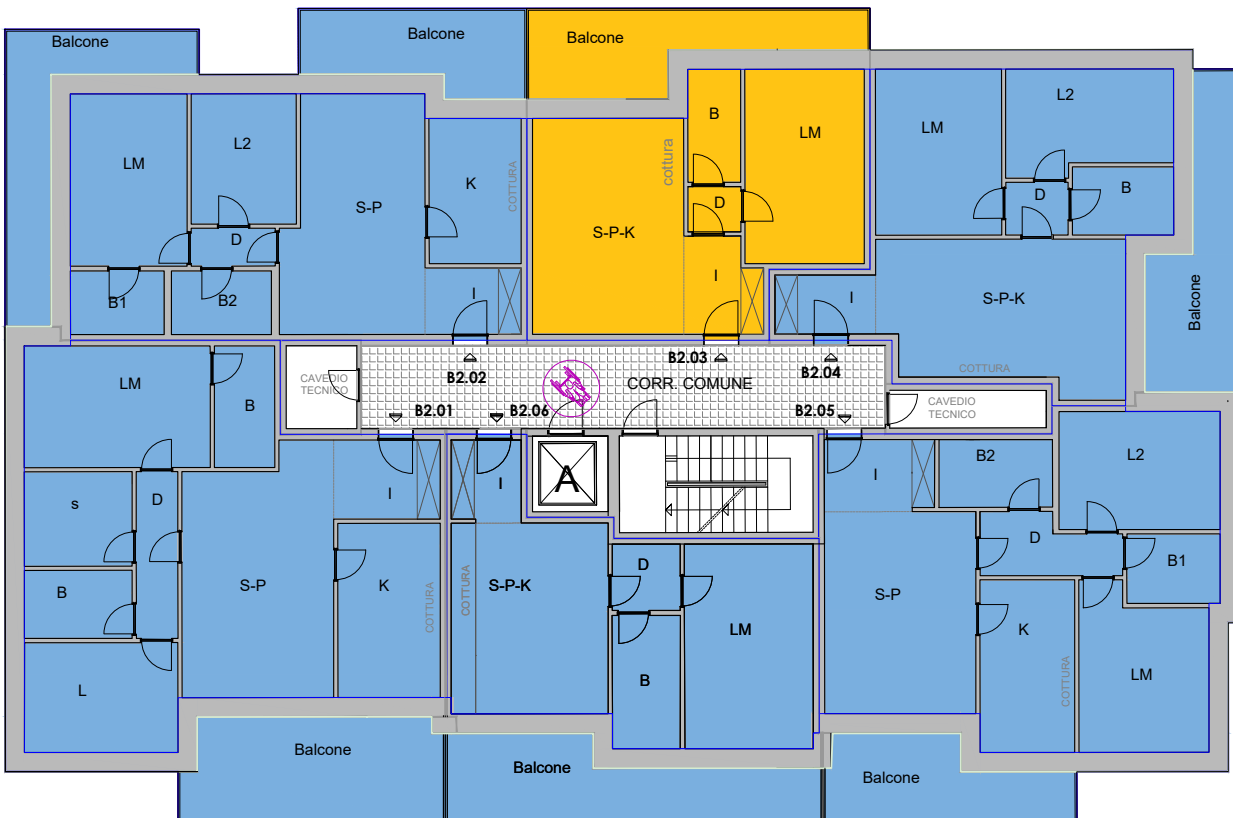 Balcone
Balcone
Balcone
LM
L2
S-P
K
COTTURA
D
B1
B2
I
B
LM
cottura
D
S-P-K
I
LM
L2
D
B
I
S-P-K
COTTURA
Balcone
CAVEDIO
TECNICO
B2.02
B2.03
B2.04
CORR. COMUNE
B2.01
B2.06
B2.05
CAVEDIO
TECNICO
LM
B
s
D
B
L
S-P
I
K
COTTURA
I
COTTURA
S-P-K
A
D
B
LM
I
B2
L2
D
B1
S-P
K
COTTURA
LM
Balcone
Balcone
Balcone